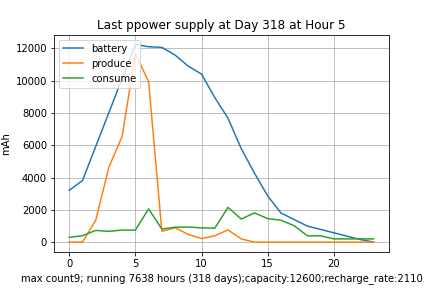 Last ppower supply at Day 318 at Hour 5
battery
produce
consume
12000
10000
8000
6000
4000
2000
0
mAh
0 5 10 15 20
max count9; running 7638 hours (318 days);capacity:12600;recharge_rate:2110